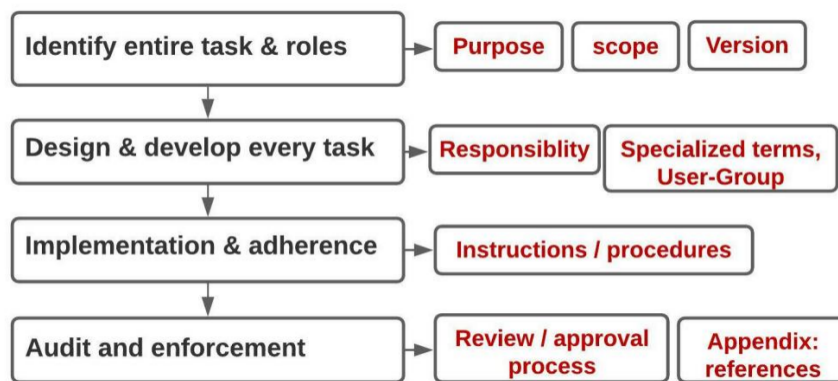 Identify entire task & roles
Purpose
scope
Version
Design & develop every task
Responsiblity
Specialized terms,
User-Group
Implementation & adherence
Instructions / procedures
Audit and enforcement
Review / approval
process
Appendix:
references